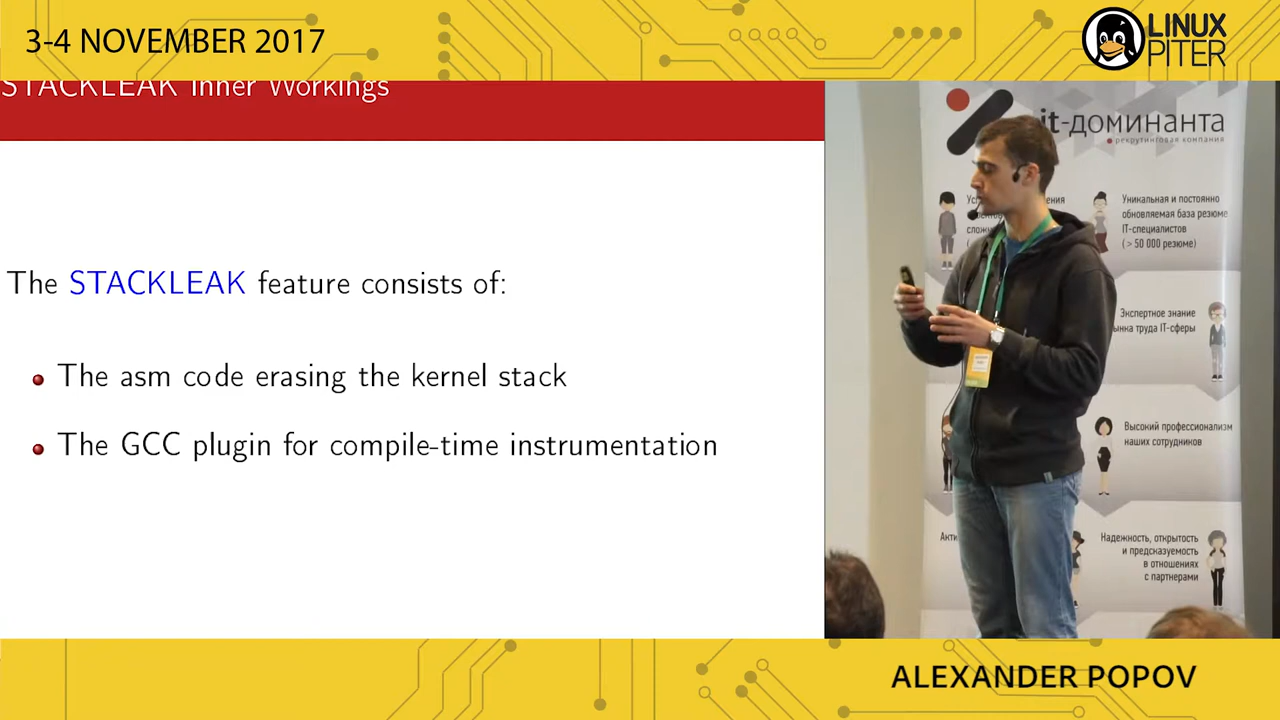 3-4 NOVEMBER 2017
LINUX
PITER
STACKLEAK Inner Workings
The STACKLEAK feature consists of:
The asm code erasing the kernel stack
The GCC plugin for compile-time instrumentation
it-доминанта
рекрутинговая компания
Уникальная и постоянно
обновляемая база резюме
IT-специалистов
(> 50 000 резюме)
Экспертное знание
рынка труда IT-сферы
Высокий профессионализм
наших сотрудников
Надежность, открытость
и предсказуемость
в отношениях
с партнерами
ALEXANDER POPOV